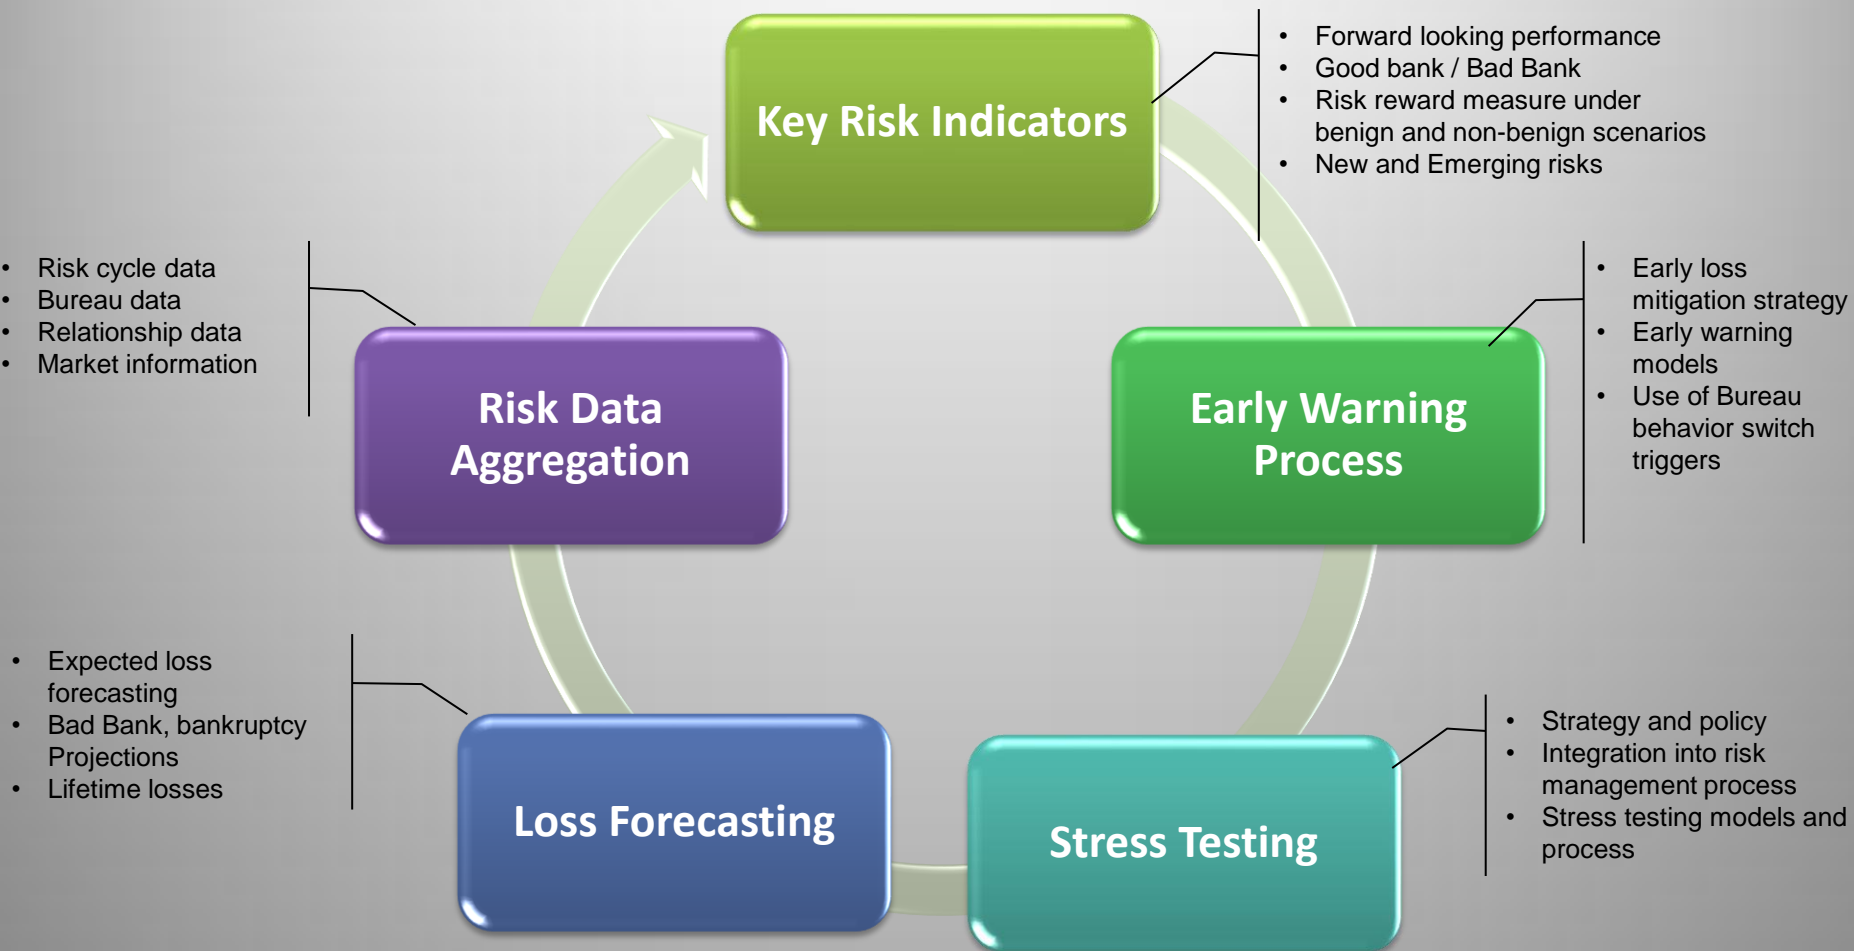 Key Risk Indicators
• Forward looking performance
• Good bank / Bad Bank
• Risk reward measure under
benign and non-benign scenarios
• New and Emerging risks
Early Warning
Process
• Early loss
mitigation strategy
• Early warning
models
• Use of Bureau
behavior switch
triggers
Stress Testing
• Strategy and policy
• Integration into risk
management process
• Stress testing models and
process
Loss Forecasting
• Expected loss
forecasting
• Bad Bank, bankruptcy
Projections
• Lifetime losses
Risk Data
Aggregation
• Risk cycle data
• Bureau data
• Relationship data
• Market information